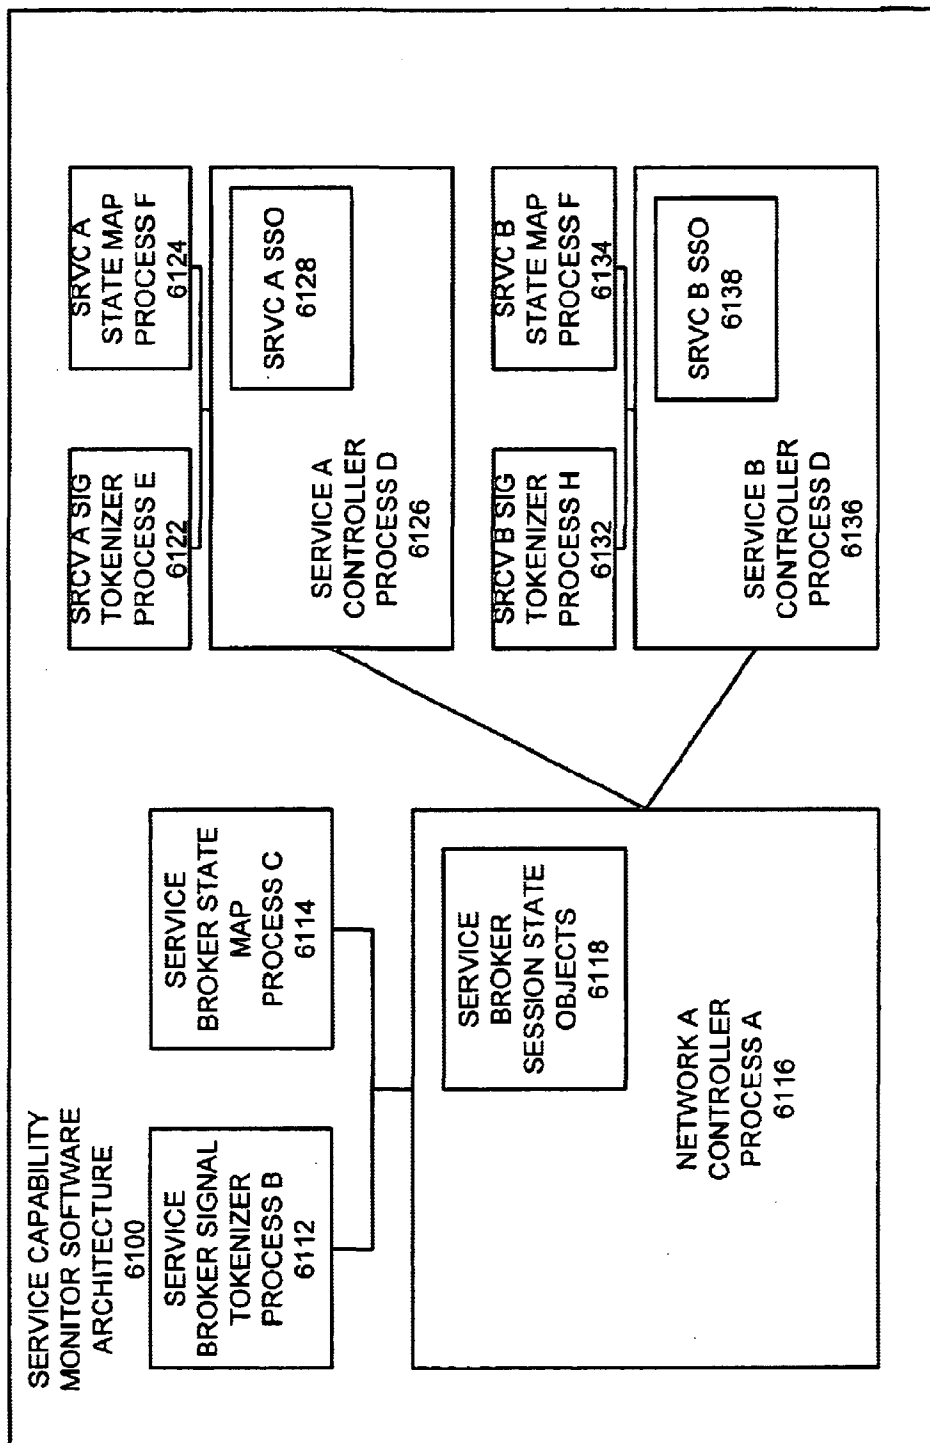 SERVICE CAPABILITY
MONITOR SOFTWARE
ARCHITECTURE
6100
SERVICE
BROKER SIGNAL
TOKENIZER
PROCESS B
6112
SERVICE
BROKER STATE
MAP
PROCESS C
6114
SERVICE
BROKER
SESSION STATE
OBJECTS
6118
NETWORK A
CONTROLLER
PROCESS A
6116
SRCV A SIG
TOKENIZER
PROCESS E
6122
SRVC A
STATE MAP
PROCESS F
6124
SRVC A SSO
6128
SERVICE A
CONTROLLER
PROCESS D
6126
SRCV B SIG
TOKENIZER
PROCESS H
6132
SRVC B
STATE MAP
PROCESS F
6134
SRVC B SSO
6138
SERVICE B
CONTROLLER
PROCESS D
6136